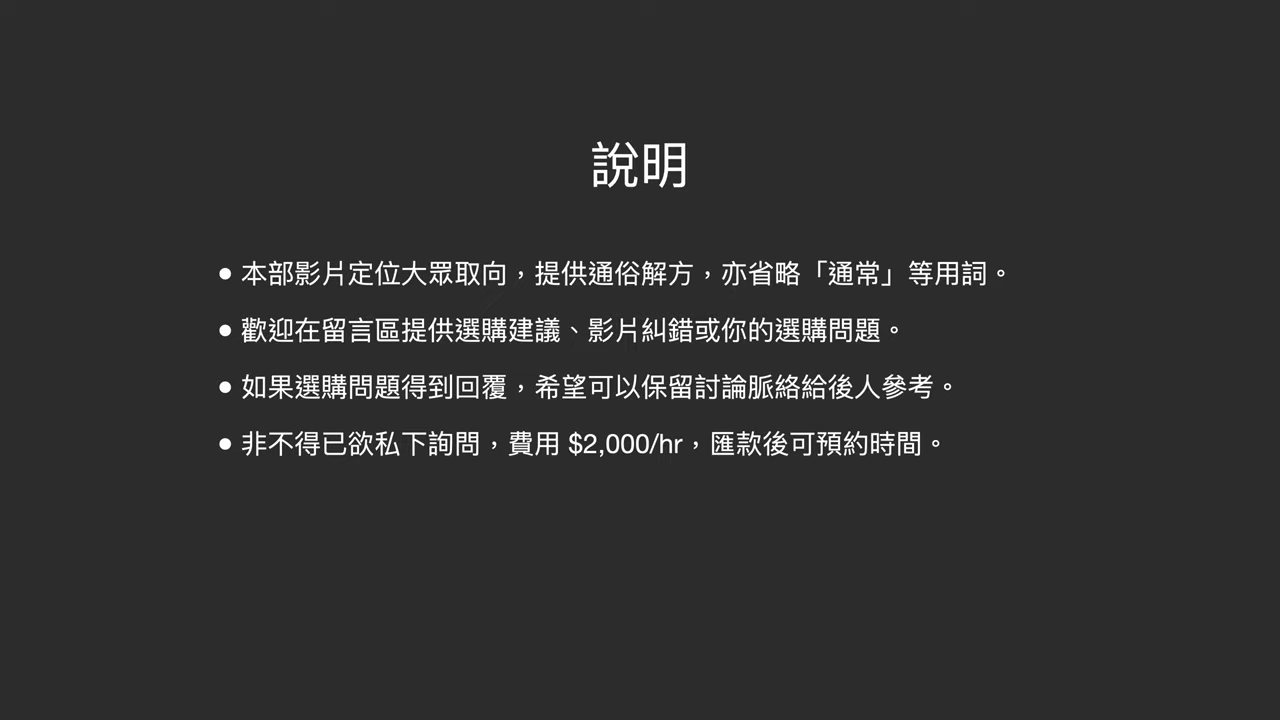 說明
• 本部影片定位大眾取向，提供通俗解方，亦省略「通常」等用詞。
• 歡迎在留言區提供選購建議、影片糾錯或你的選購問題。
• 如果選購問題得到回覆，希望可以保留討論脈絡給後人參考。
• 非不得已欲私下詢問，費用 $2,000/hr，匯款後可預約時間。